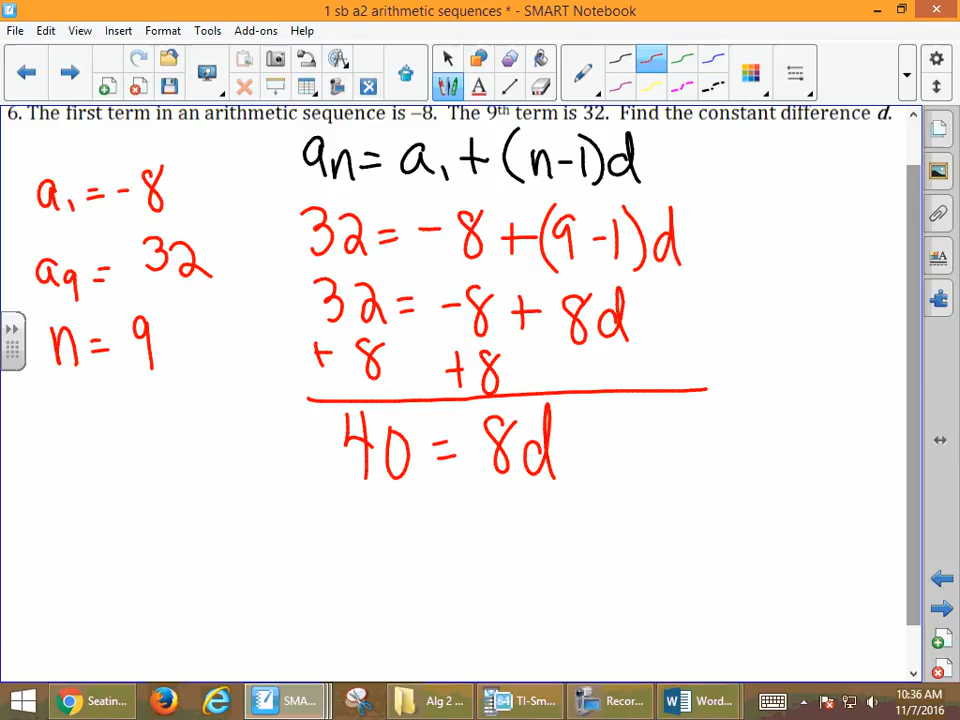 1 sb a2 arithmetic sequences * - SMART Notebook
File Edit View Insert Format Tools Add-ons Help
6. The first term in an arithmetic sequence is –8. The 9th term is 32. Find the constant difference d.
an = a1 + (n-1)d
a1 = -8
32 = -8 + (9-1)d
a9 = 32
32 = -8 + 8d
n = 9
+8 +8
40 = 8d
Seatin... SMA... Alg 2 ... TI-Sm... Recor... Word...
10:36 AM
11/7/2016